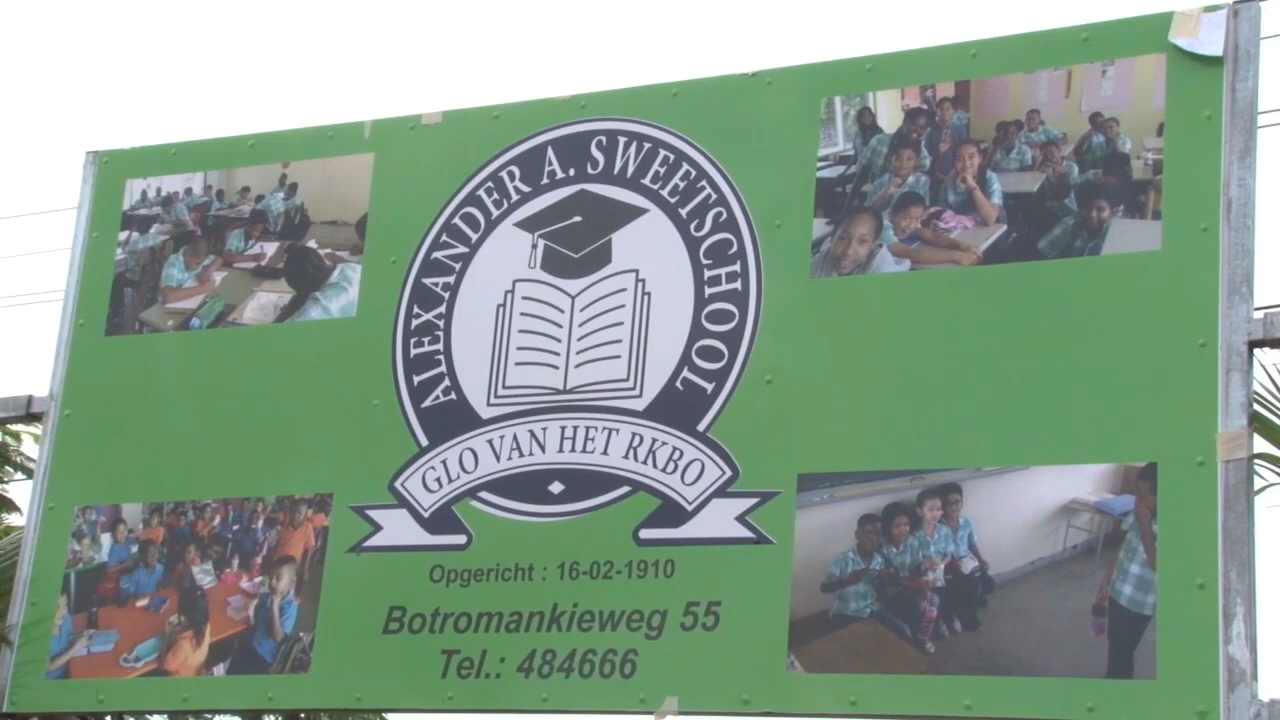 ALEXANDER A. SWEETSCHOOL
GLO VAN HET RKBO
Opgericht : 16-02-1910
Botromankieweg 55
Tel.: 484666